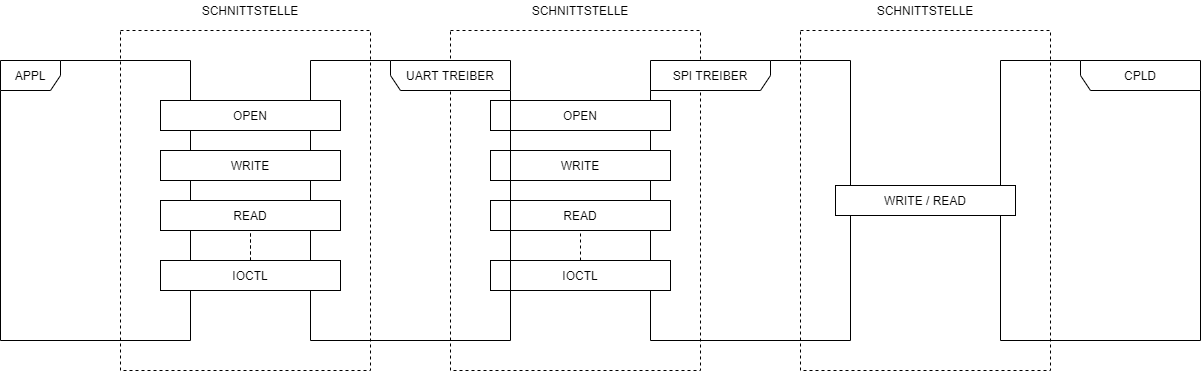 SCHNITTSTELLE
SCHNITTSTELLE
SCHNITTSTELLE
APPL
UART TREIBER
SPI TREIBER
CPLD
OPEN
OPEN
WRITE
WRITE
WRITE / READ
READ
READ
IOCTL
IOCTL